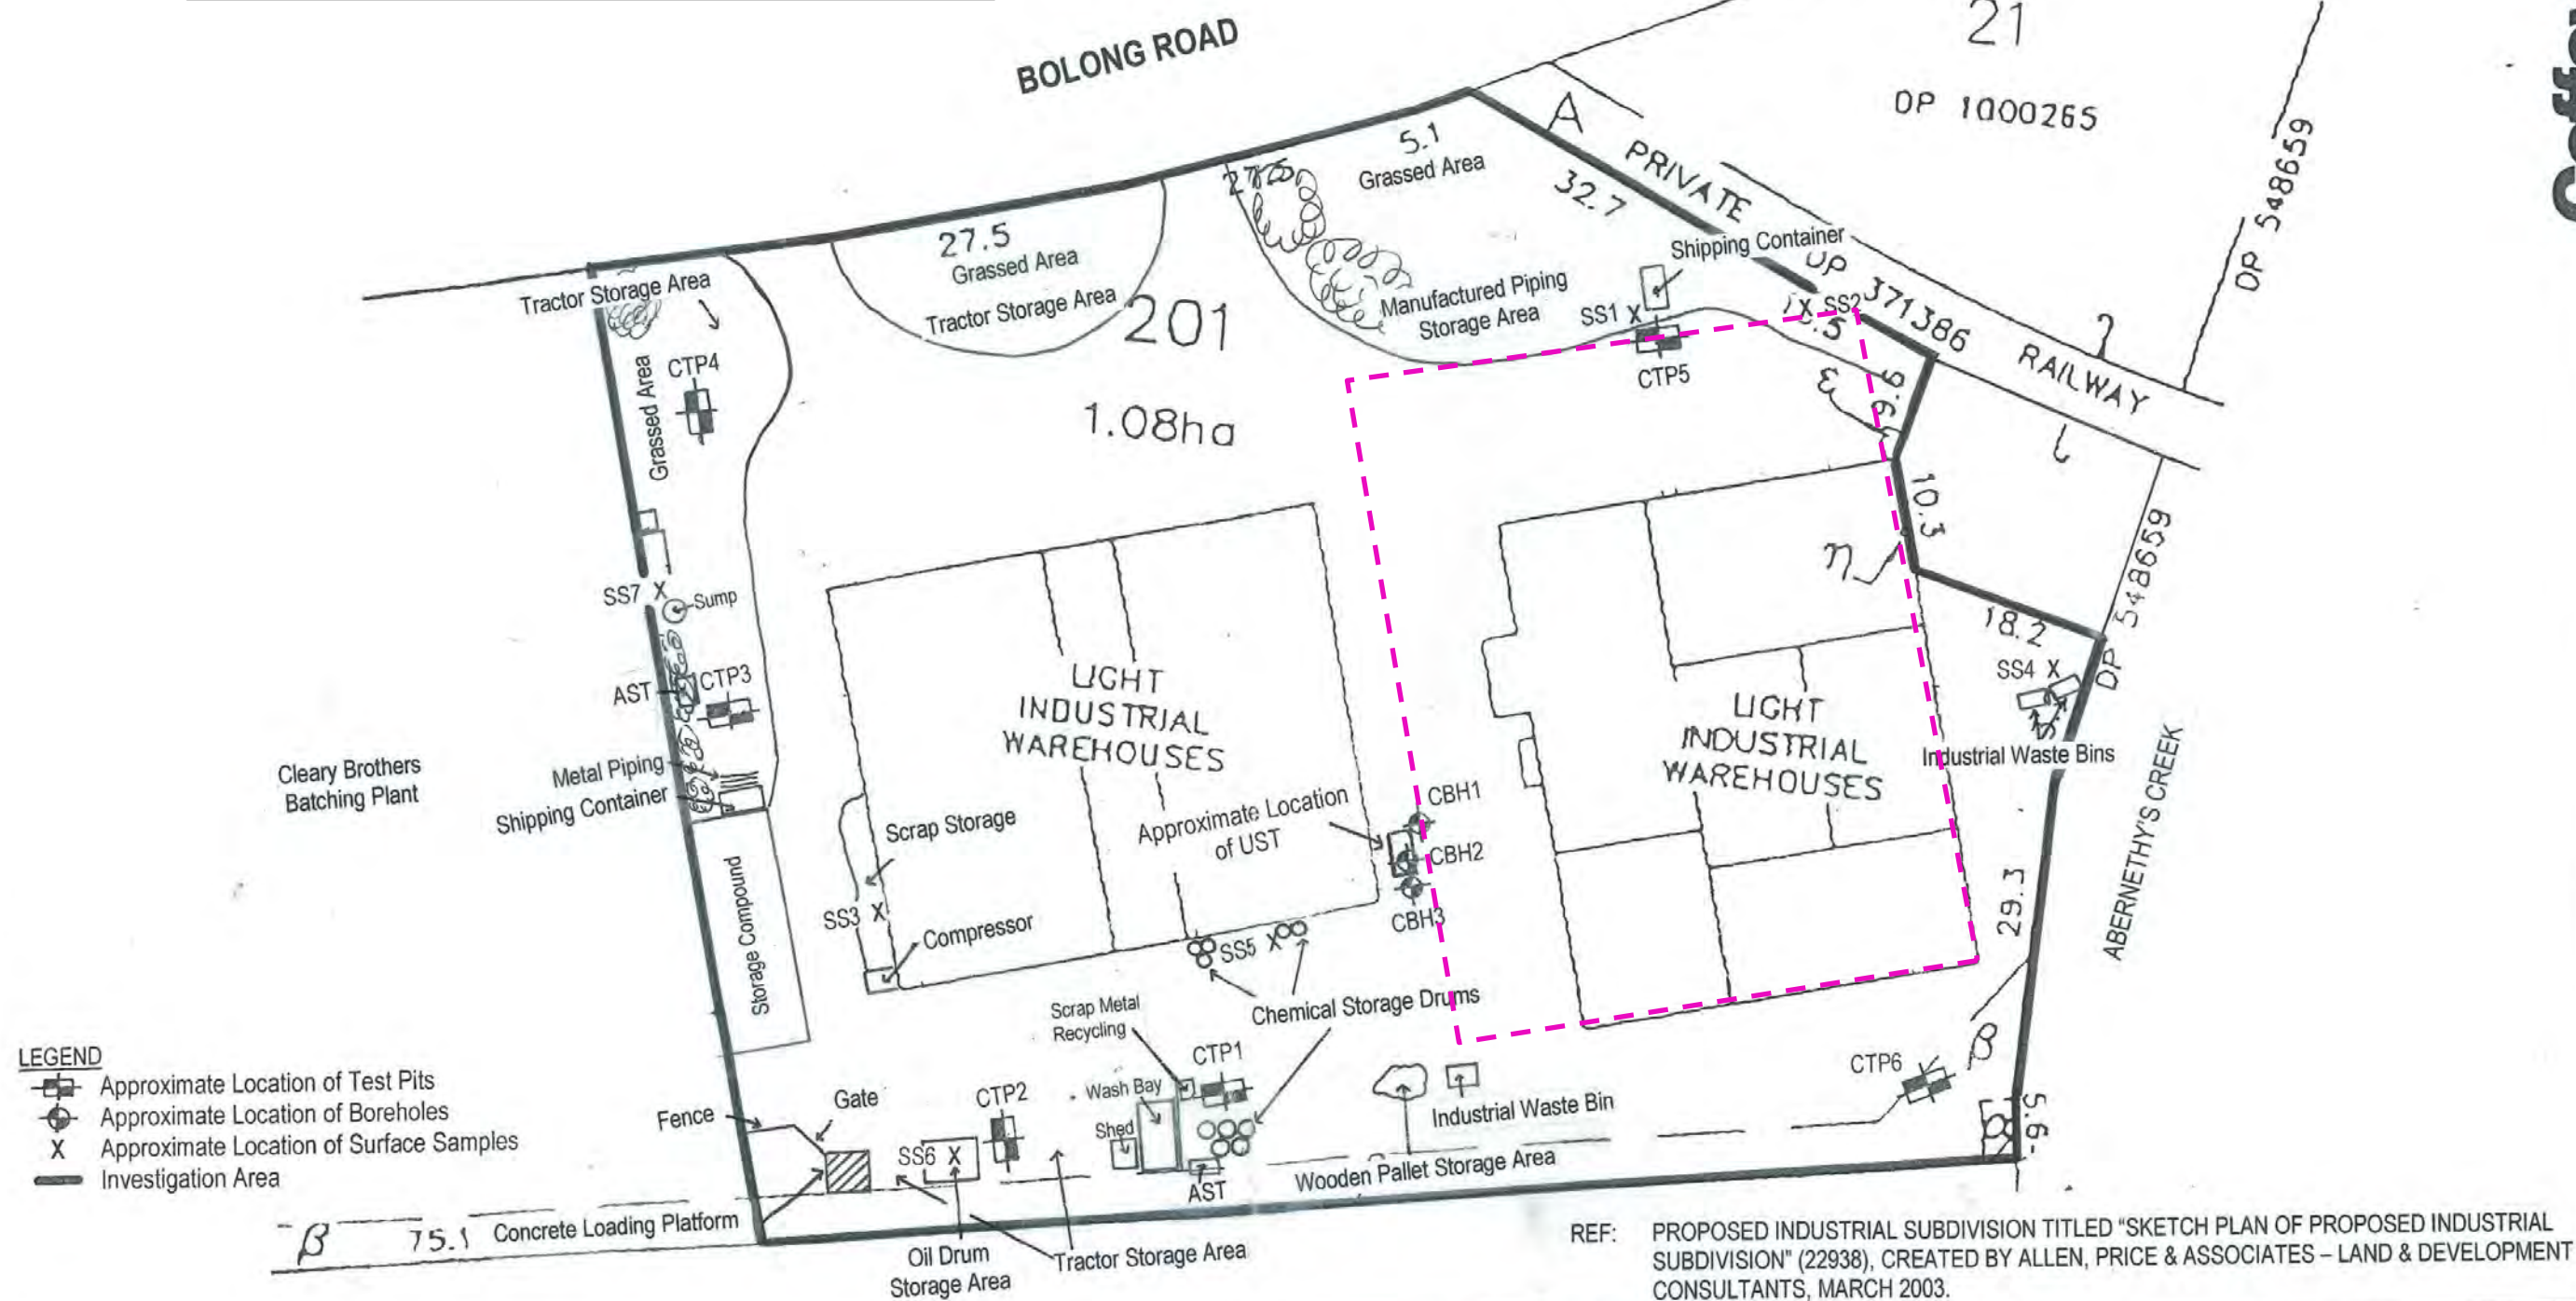 BOLONG ROAD
21
DP 1000265
DP 548659
A
PRIVATE
DP 371386
RAILWAY
5.1
Grassed Area
32.7
27.5
Grassed Area
Tractor Storage Area
Tractor Storage Area
201
1.08ha
Manufactured Piping
Storage Area
Shipping Container
SS1 X
X SS2
CTP5
9.6
10.3
18.2
DP 548659
CTP4
Grassed Area
SS7 X
Sump
AST
CTP3
Metal Piping
Shipping Container
Cleary Brothers
Batching Plant
Storage Compound
LIGHT
INDUSTRIAL
WAREHOUSES
LIGHT
INDUSTRIAL
WAREHOUSES
SS4 X
Industrial Waste Bins
ABERNETHY'S CREEK
29.3
Approximate Location
of UST
CBH1
CBH2
CBH3
Scrap Storage
SS3 X
Compressor
SS5 X
Chemical Storage Drums
Scrap Metal
Recycling
CTP1
Wash Bay
Shed
AST
CTP2
Gate
Fence
SS6 X
Industrial Waste Bin
Wooden Pallet Storage Area
CTP6
β
LEGEND
Approximate Location of Test Pits
Approximate Location of Boreholes
X Approximate Location of Surface Samples
Investigation Area
β 75.1 Concrete Loading Platform
Oil Drum
Storage Area
Tractor Storage Area
REF: PROPOSED INDUSTRIAL SUBDIVISION TITLED “SKETCH PLAN OF PROPOSED INDUSTRIAL
SUBDIVISION" (22938), CREATED BY ALLEN, PRICE & ASSOCIATES – LAND & DEVELOPMENT
CONSULTANTS, MARCH 2003.